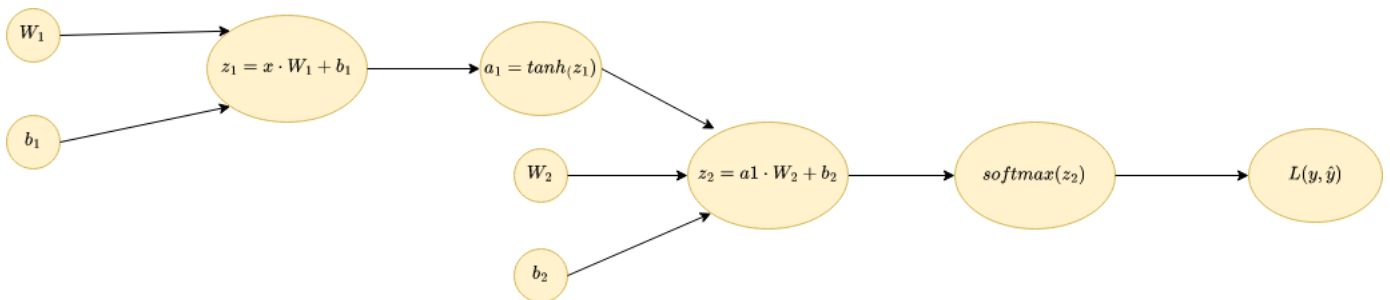 W₁
z₁ = x · W₁ + b₁
a₁ = tanh₍z₁)
b₁
W₂
z₂ = a1 · W₂ + b₂
softmax(z₂)
L(y, ŷ)
b₂